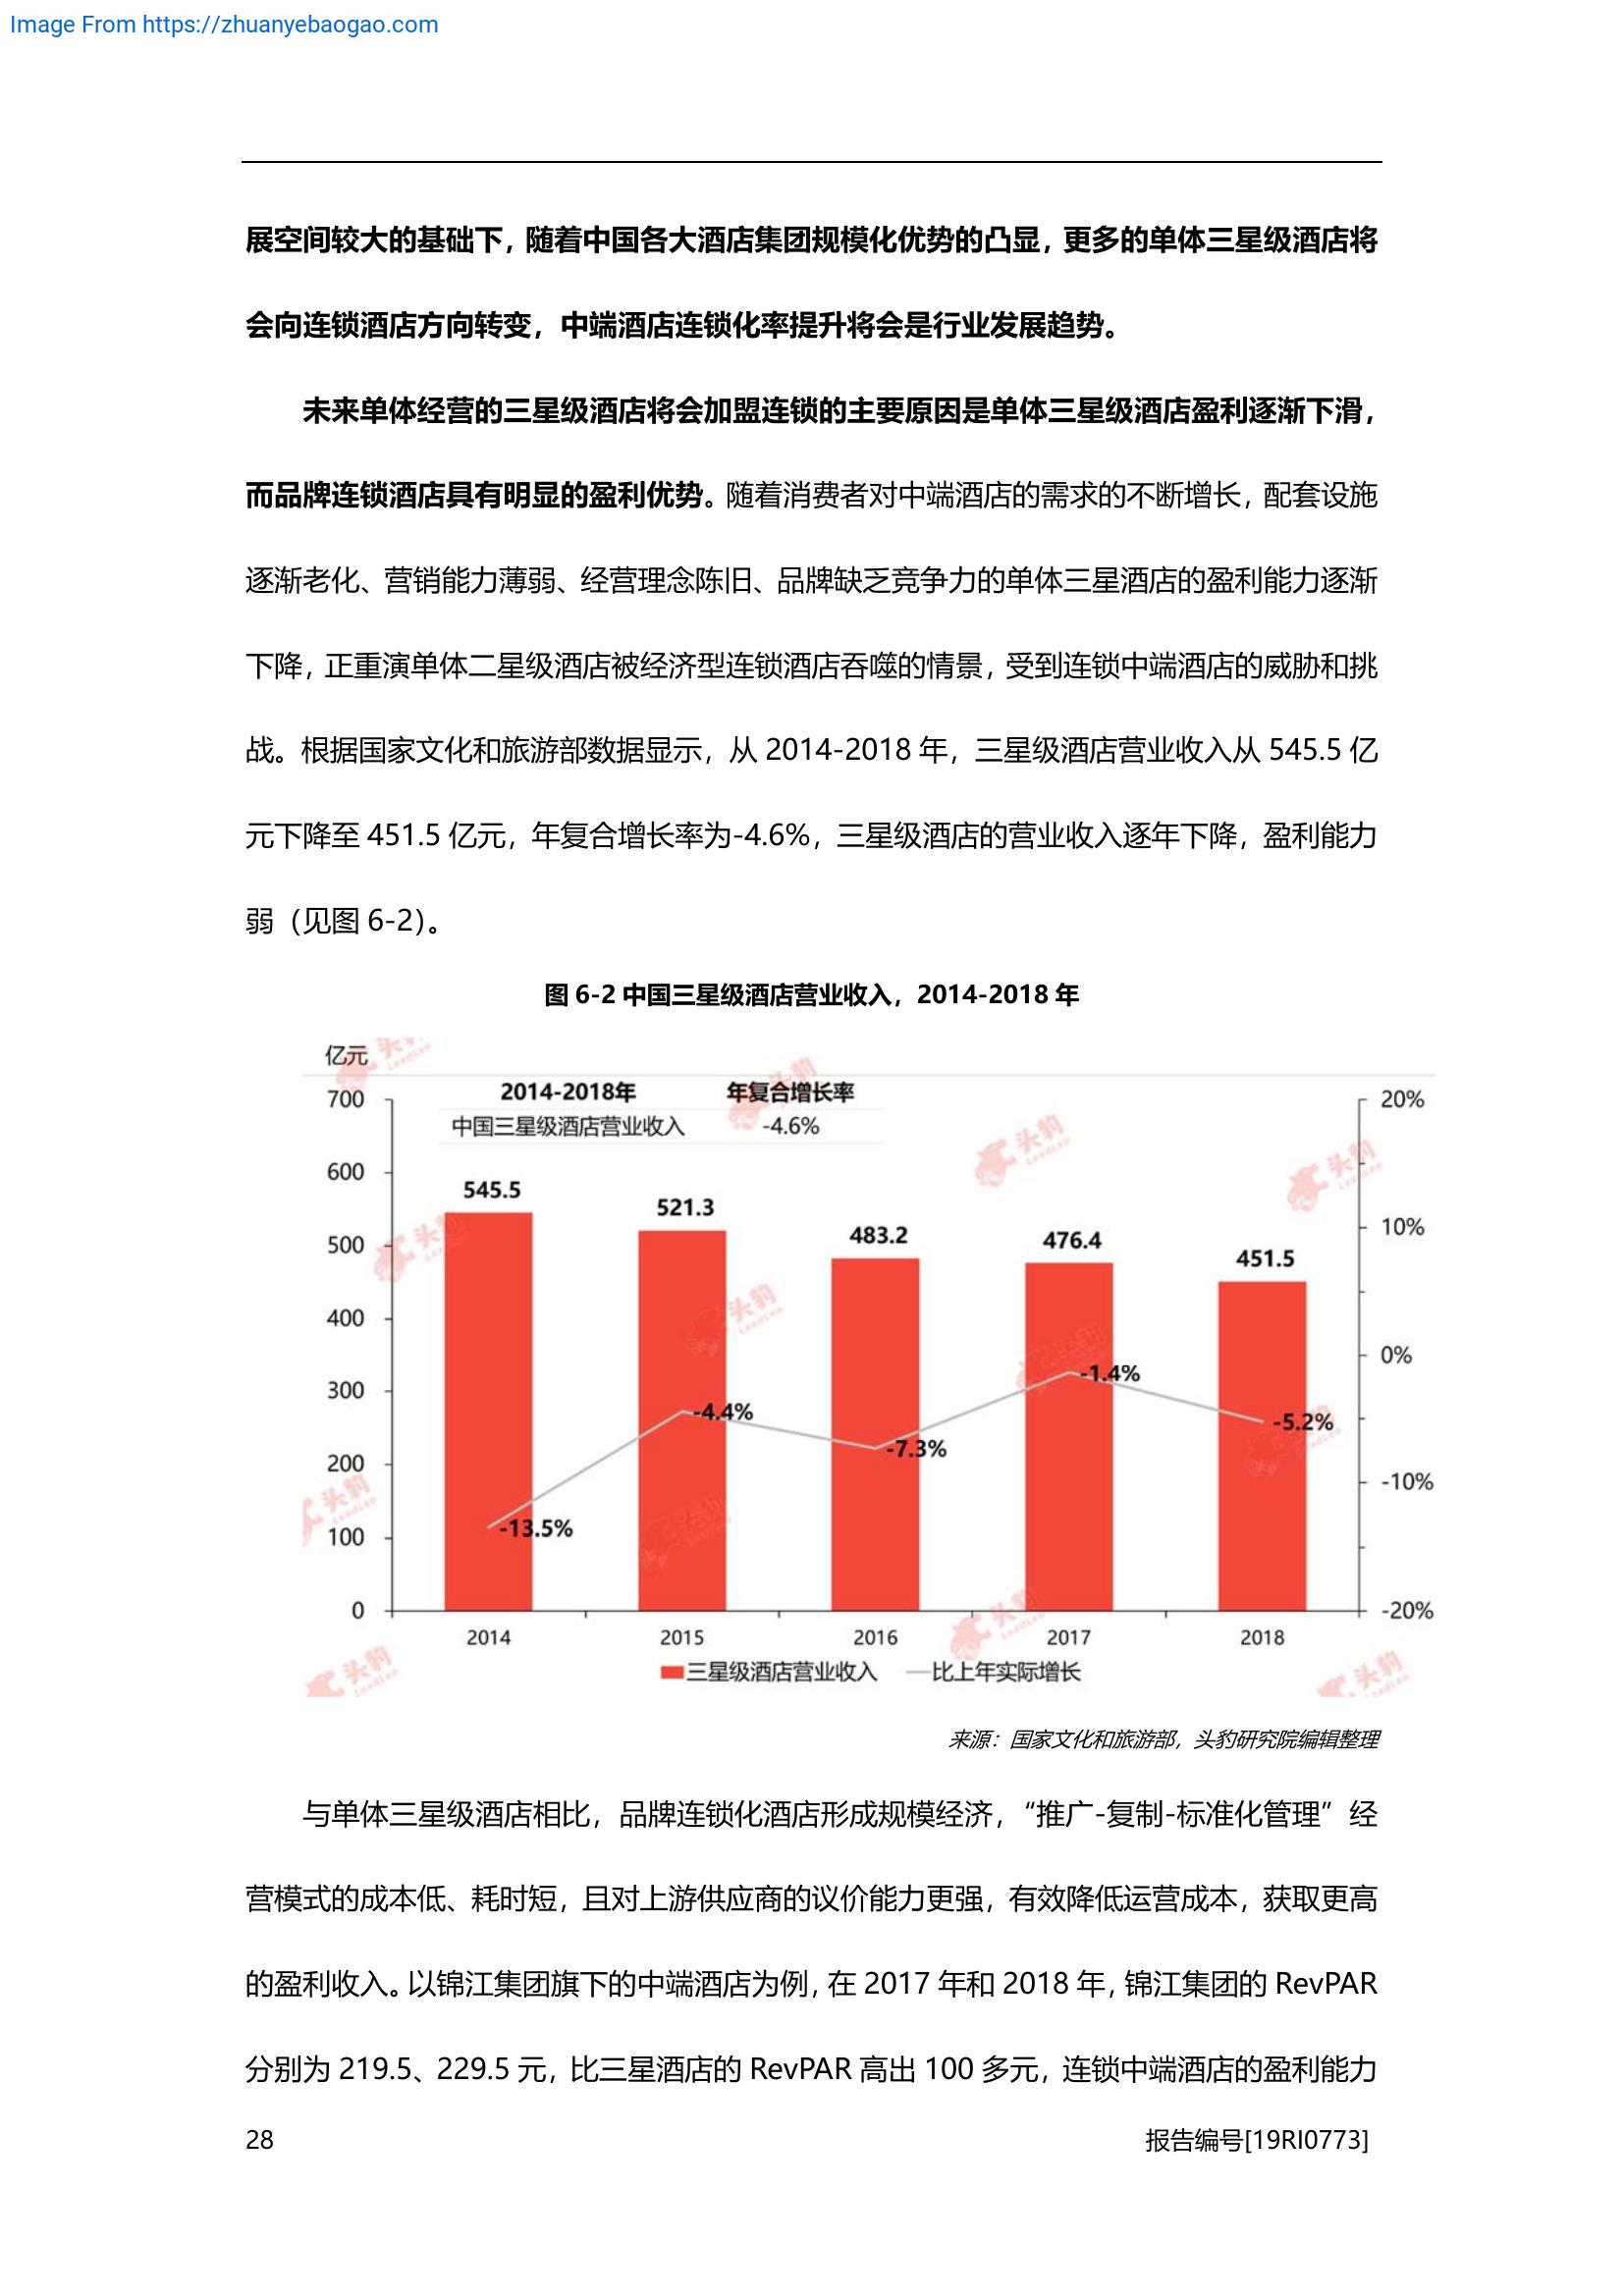 Image From https://zhuanyebaogao.com
展空间较大的基础下，随着中国各大酒店集团规模化优势的凸显，更多的单体三星级酒店将
会向连锁酒店方向转变，中端酒店连锁化率提升将会是行业发展趋势。
未来单体经营的三星级酒店将会加盟连锁的主要原因是单体三星级酒店盈利逐渐下滑，
而品牌连锁酒店具有明显的盈利优势。随着消费者对中端酒店的需求的不断增长，配套设施
逐渐老化、营销能力薄弱、经营理念陈旧、品牌缺乏竞争力的单体三星酒店的盈利能力逐渐
下降，正重演单体二星级酒店被经济型连锁酒店吞噬的情景，受到连锁中端酒店的威胁和挑
战。根据国家文化和旅游部数据显示，从 2014-2018 年，三星级酒店营业收入从 545.5 亿
元下降至 451.5 亿元，年复合增长率为-4.6%，三星级酒店的营业收入逐年下降，盈利能力
弱（见图 6-2）。
图 6-2 中国三星级酒店营业收入，2014-2018 年
亿元
2014-2018年 年复合增长率
中国三星级酒店营业收入 -4.6%
700
600
500
400
300
200
100
0
20%
10%
0%
-10%
-20%
545.5
521.3
483.2
476.4
451.5
-13.5%
-4.4%
-7.3%
-1.4%
-5.2%
2014 2015 2016 2017 2018
三星级酒店营业收入 比上年实际增长
头豹
LeadLeo
来源：国家文化和旅游部，头豹研究院编辑整理
与单体三星级酒店相比，品牌连锁化酒店形成规模经济，“推广-复制-标准化管理”经
营模式的成本低、耗时短，且对上游供应商的议价能力更强，有效降低运营成本，获取更高
的盈利收入。以锦江集团旗下的中端酒店为例，在 2017 年和 2018 年，锦江集团的 RevPAR
分别为 219.5、229.5 元，比三星酒店的 RevPAR 高出 100 多元，连锁中端酒店的盈利能力
28
报告编号[19RI0773]